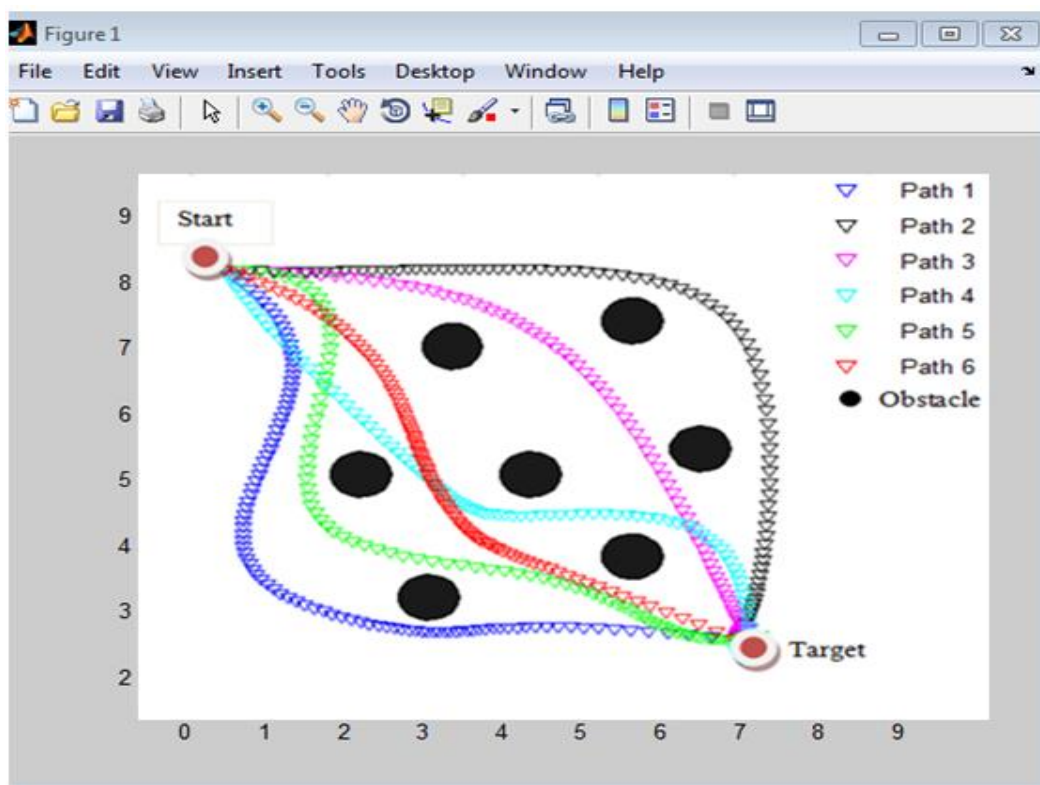 Figure 1
File Edit View Insert Tools Desktop Window Help
Start
Path 1
Path 2
Path 3
Path 4
Path 5
Path 6
Obstacle
Target
9
8
7
6
5
4
3
2
0 1 2 3 4 5 6 7 8 9